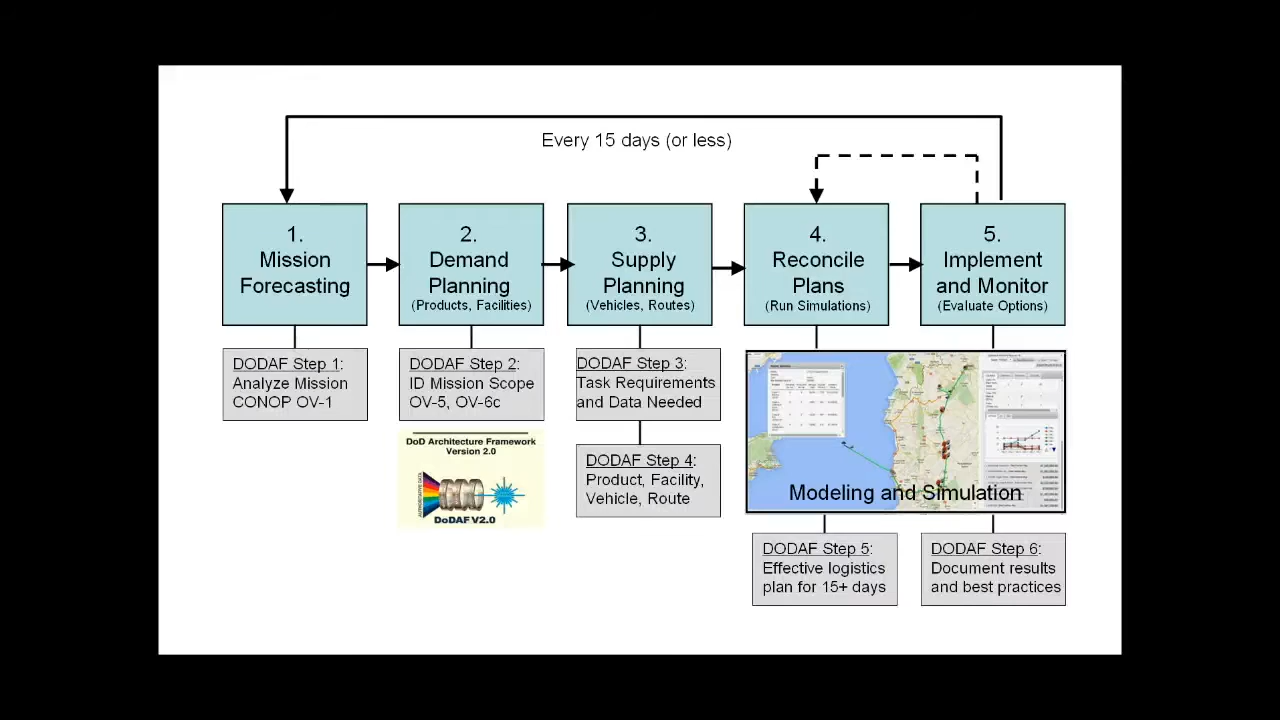 Every 15 days (or less)
1.
Mission
Forecasting
2.
Demand
Planning
(Products, Facilities)
3.
Supply
Planning
(Vehicles, Routes)
4.
Reconcile
Plans
(Run Simulations)
5.
Implement
and Monitor
(Evaluate Options)
DODAF Step 1:
Analyze Mission
CONOP OV-1
DODAF Step 2:
ID Mission Scope
OV-5, OV-6c
DODAF Step 3:
Task Requirements
and Data Needed
DoD Architecture Framework
Version 2.0
DoDAF V2.0
DODAF Step 4:
Product, Facility,
Vehicle, Route
Modeling and Simulation
DODAF Step 5:
Effective logistics
plan for 15+ days
DODAF Step 6:
Document results
and best practices